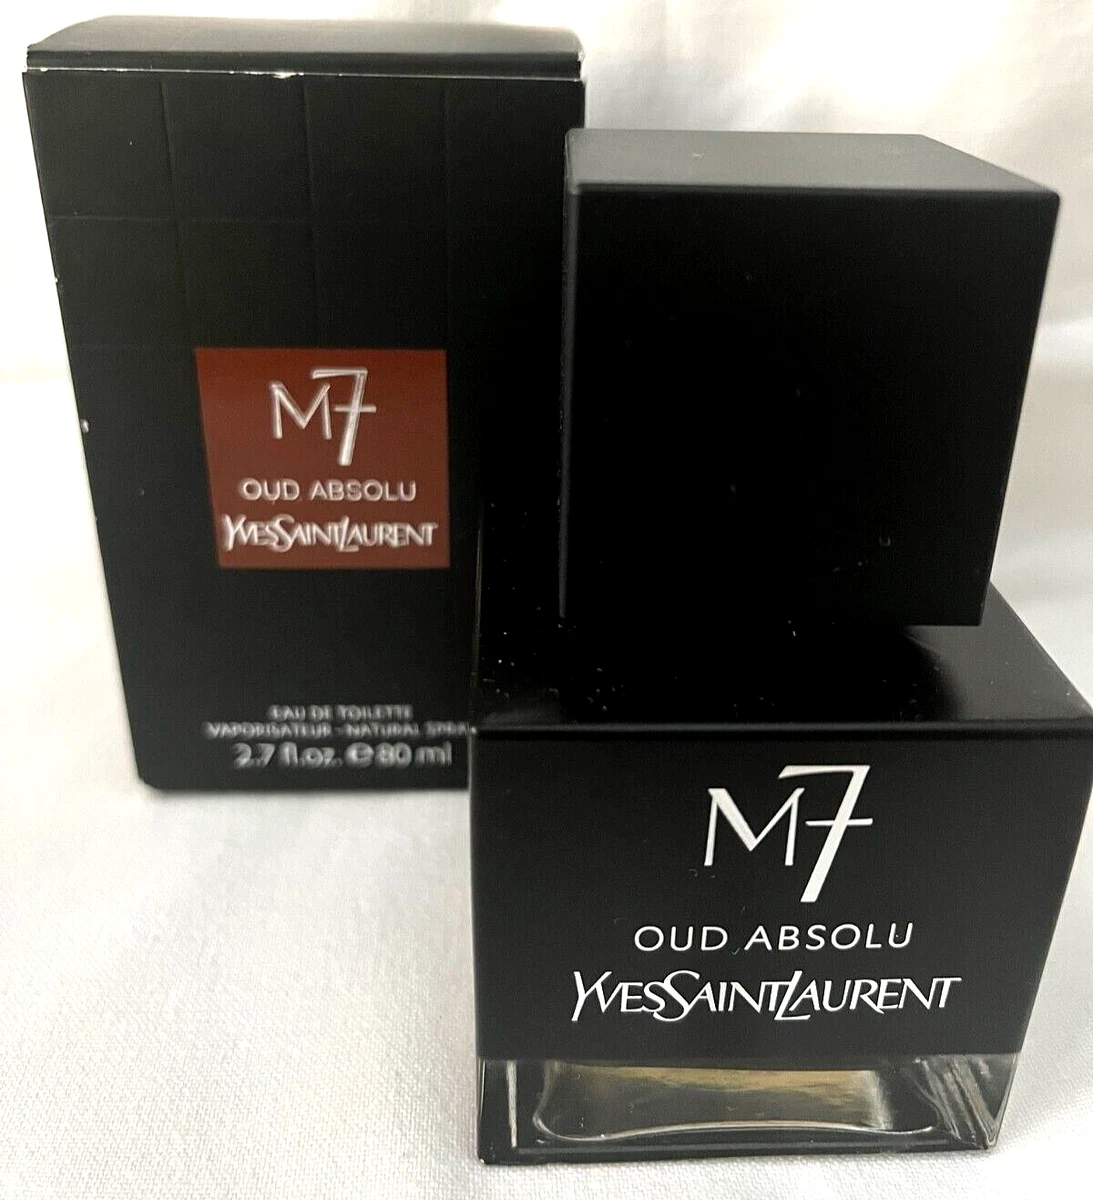 M7
OUD ABSOLU
YVESSAINTLAURENT
EAU DE TOILETTE
VAPORISATEUR - NATURAL SPRAY
2.7 fl.oz. ℮ 80 ml
M7
OUD ABSOLU
YVESSAINTLAURENT